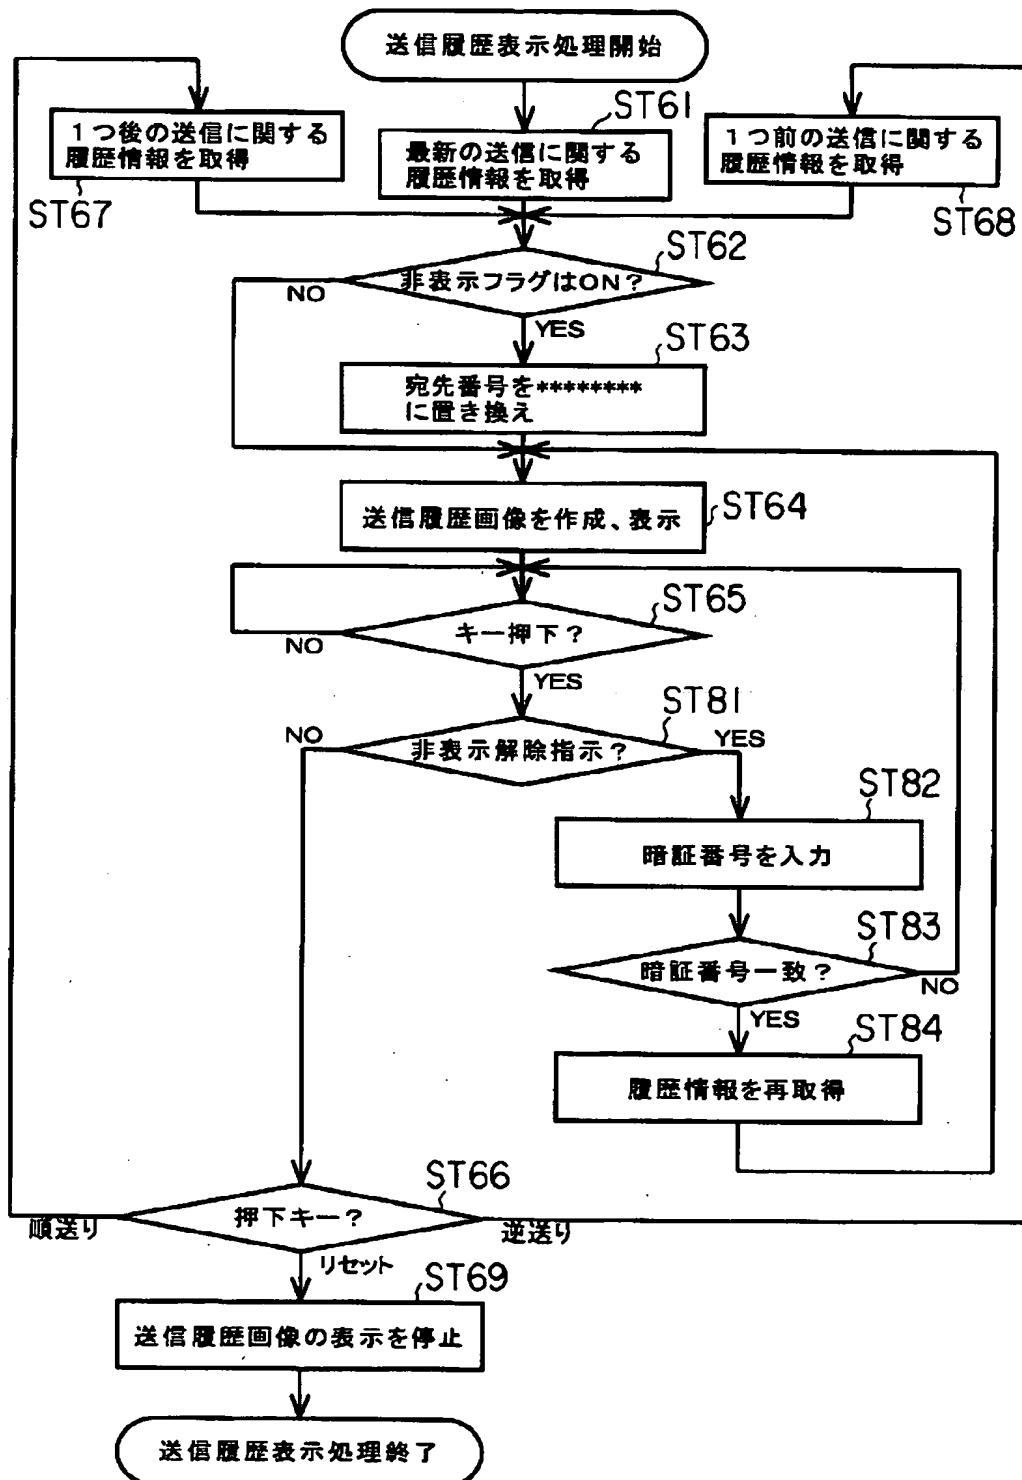 送信履歴表示処理開始
ST61
1つ後の送信に関する
履歴情報を取得
最新の送信に関する
履歴情報を取得
1つ前の送信に関する
履歴情報を取得
ST67
ST68
ST62
非表示フラグはON?
NO
YES
ST63
宛先番号を********
に置き換え
送信履歴画像を作成、表示
ST64
ST65
キー押下?
NO
YES
ST81
NO
非表示解除指示?
YES
ST82
暗証番号を入力
ST83
暗証番号一致?
NO
YES
ST84
履歴情報を再取得
ST66
押下キー?
順送り
逆送り
リセット
ST69
送信履歴画像の表示を停止
送信履歴表示処理終了